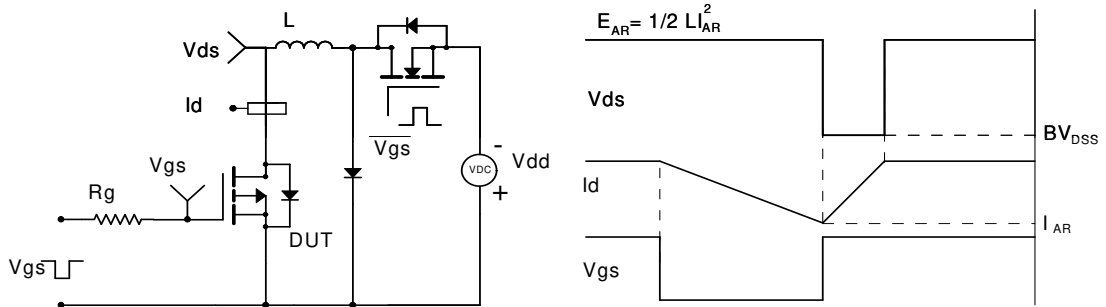 L
Vds
Id
Vgs
Vgs
Rg
DUT
Vgs
VDC
-
+
Vdd
E_AR= 1/2 LI_AR^2
Vds
BV_DSS
Id
I_AR
Vgs